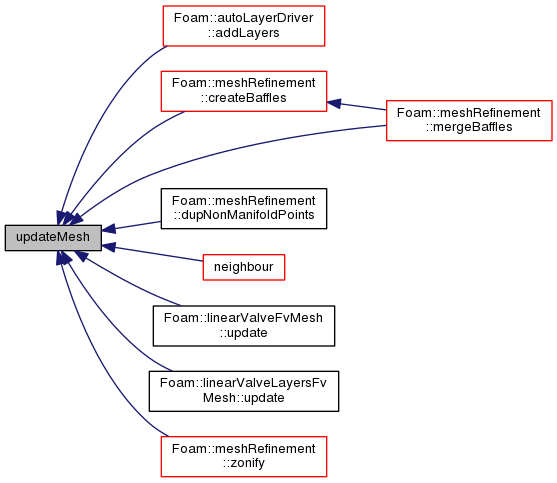 Foam::autoLayerDriver
::addLayers
Foam::meshRefinement
::createBaffles
Foam::meshRefinement
::mergeBaffles
Foam::meshRefinement
::dupNonManifoldPoints
updateMesh
neighbour
Foam::linearValveFvMesh
::update
Foam::linearValveLayersFv
Mesh::update
Foam::meshRefinement
::zonify